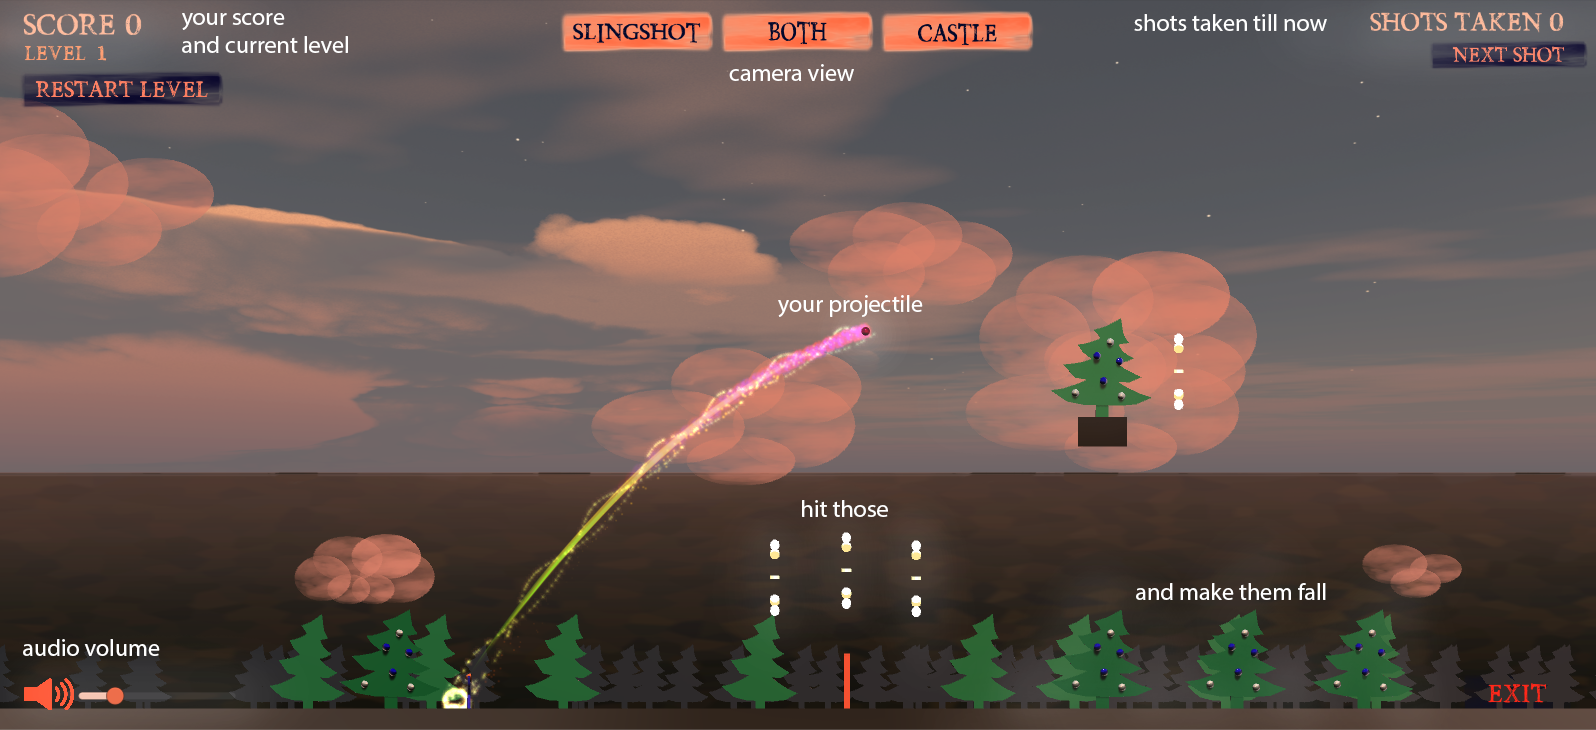 SCORE 0
LEVEL 1
RESTART LEVEL
your score
and current level
SLINGSHOT
BOTH
CASTLE
camera view
shots taken till now
SHOTS TAKEN 0
NEXT SHOT
your projectile
hit those
and make them fall
audio volume
EXIT